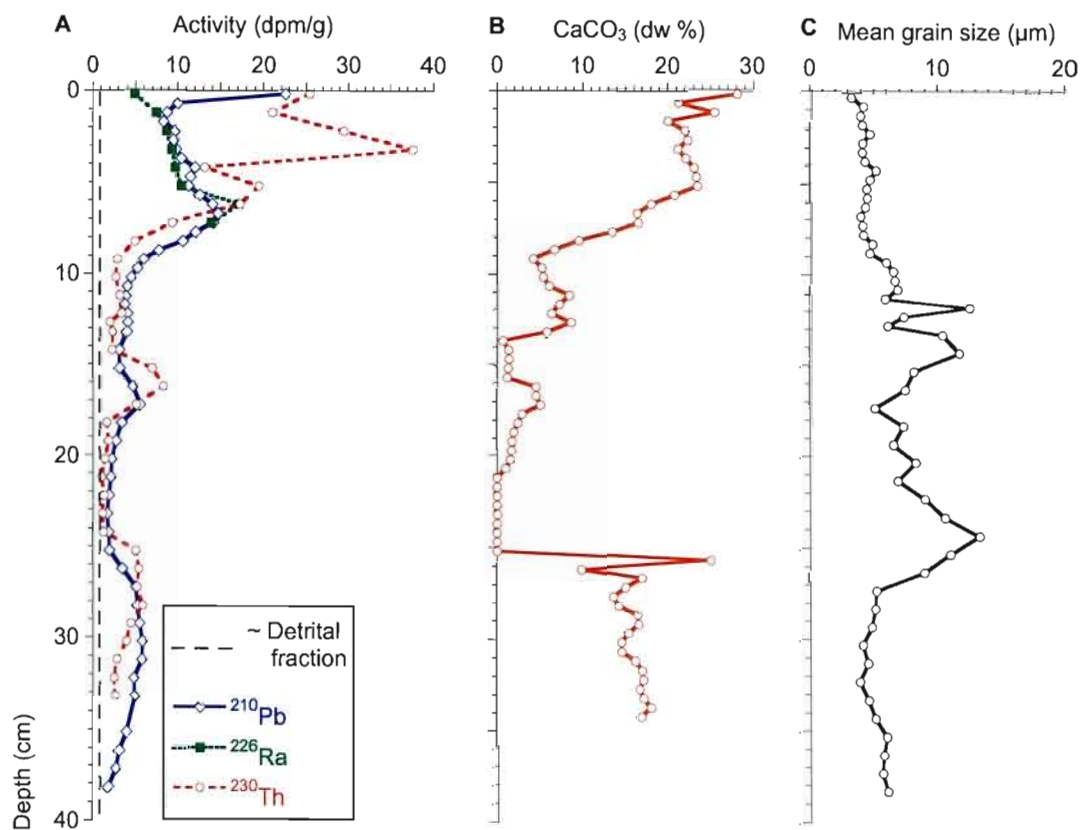 A
Activity (dpm/g)
0 10 20 30 40
B
CaCO₃ (dw %)
0 10 20 30
C
Mean grain size (μm)
0 10 20
0
10
20
30
40
Depth (cm)
~ Detrital
fraction
²¹⁰Pb
²²⁶Ra
²³⁰Th